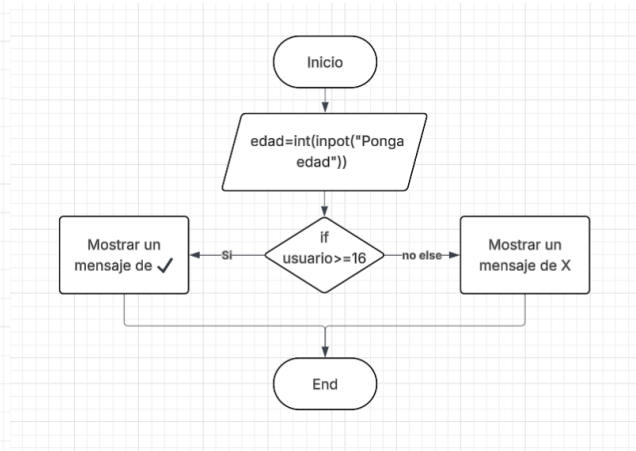 Inicio
edad=int(inpot("Ponga
edad"))
if
usuario>=16
Si
no else
Mostrar un
mensaje de ✓
Mostrar un
mensaje de X
End